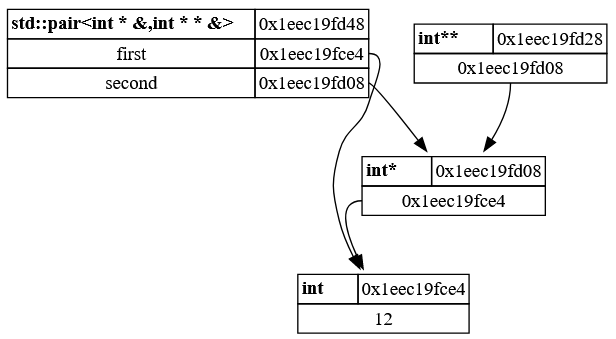 std::pair<int * &,int * * &> 0x1eec19fd48
first 0x1eec19fce4
second 0x1eec19fd08
int** 0x1eec19fd28
0x1eec19fd08
int* 0x1eec19fd08
0x1eec19fce4
int 0x1eec19fce4
12